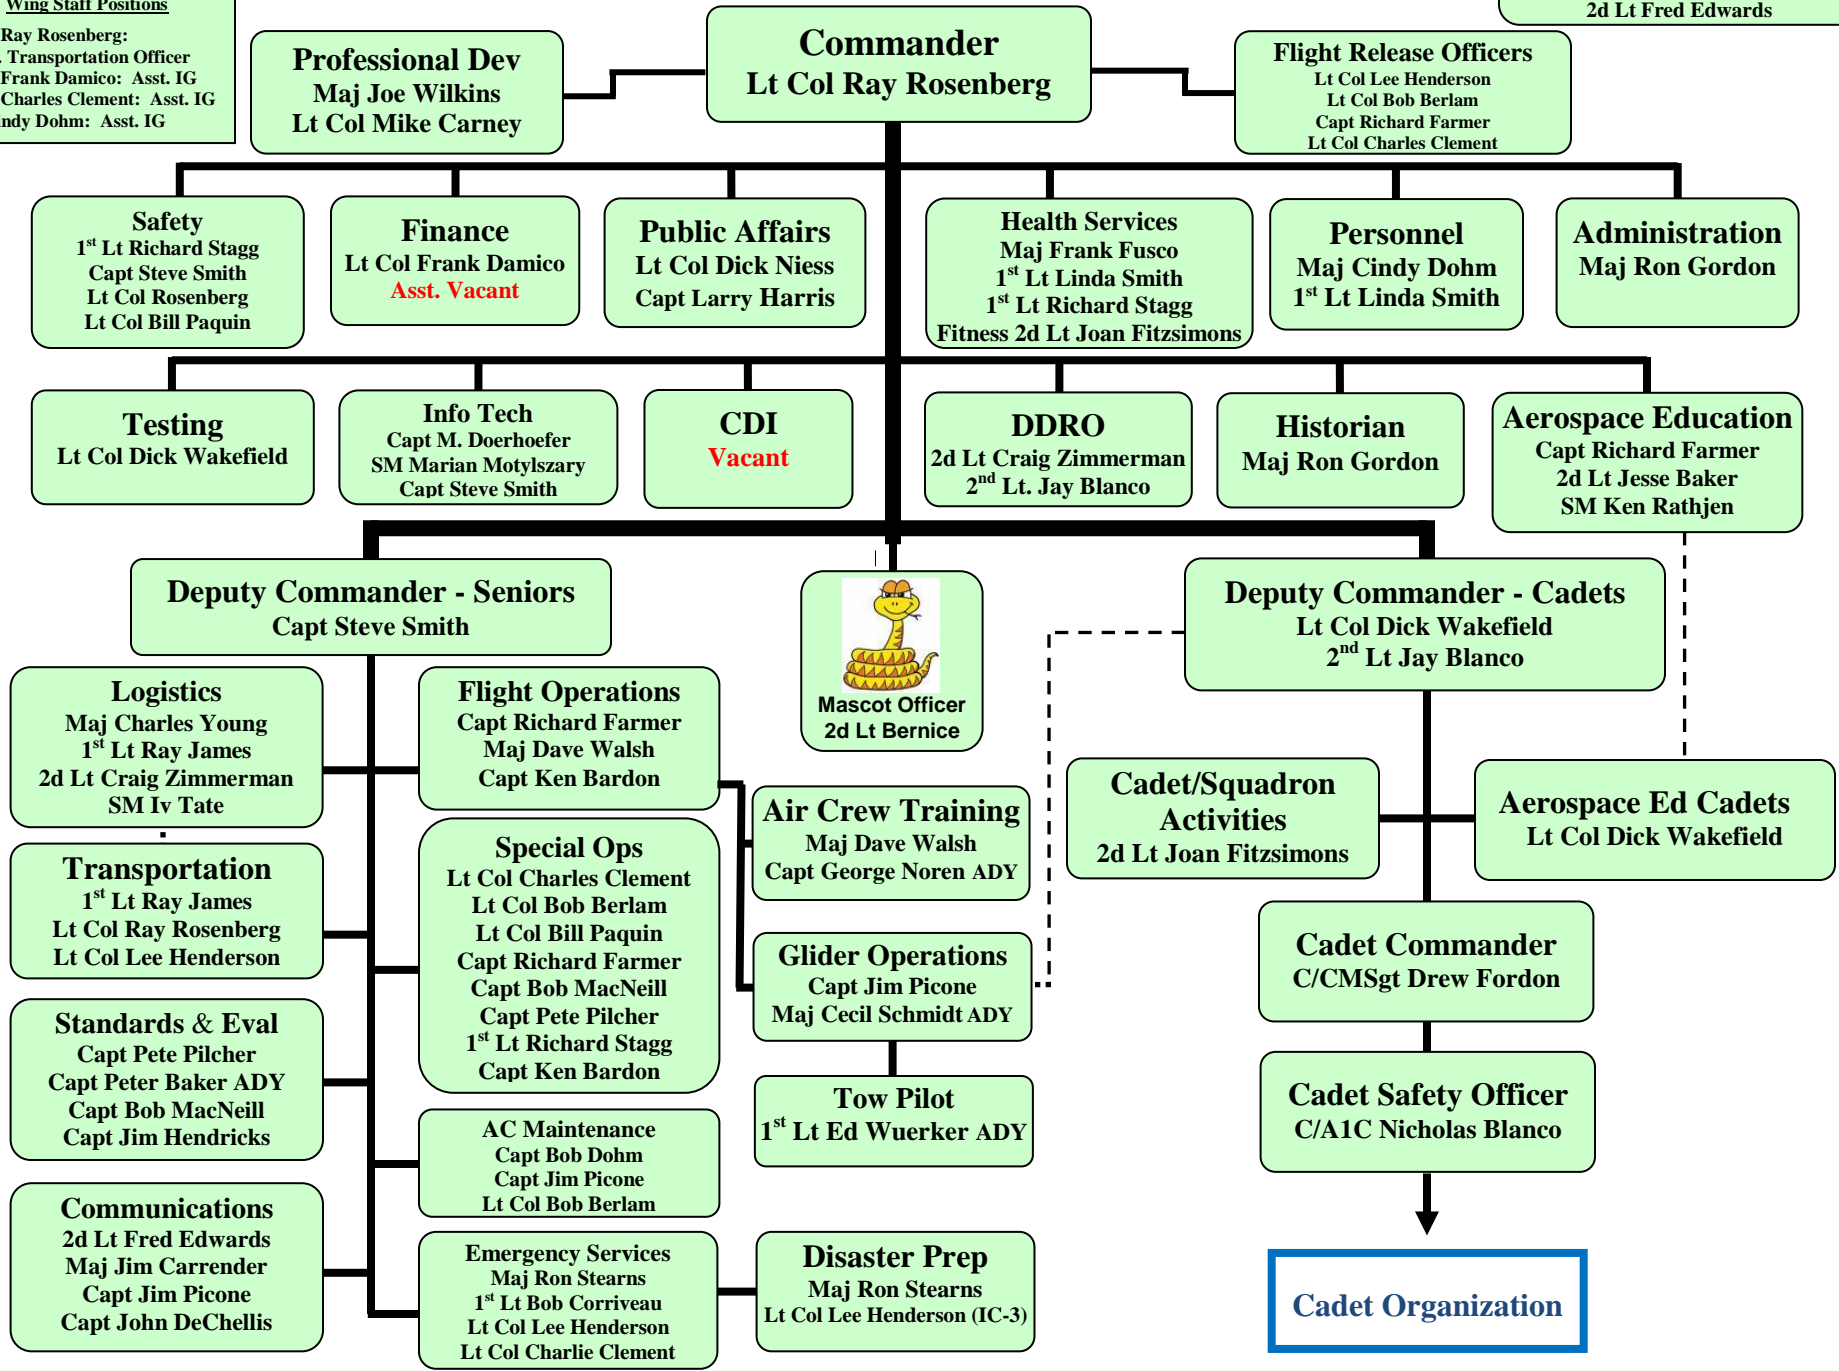 Wing Staff Positions
Ray Rosenberg:
. Transportation Officer
Frank Damico: Asst. IG
Charles Clement: Asst. IG
indy Dohm: Asst. IG
Professional Dev
Maj Joe Wilkins
Lt Col Mike Carney
Commander
Lt Col Ray Rosenberg
2d Lt Fred Edwards
Flight Release Officers
Lt Col Lee Henderson
Lt Col Bob Berlam
Capt Richard Farmer
Lt Col Charles Clement
Safety
1st Lt Richard Stagg
Capt Steve Smith
Lt Col Rosenberg
Lt Col Bill Paquin
Finance
Lt Col Frank Damico
Asst. Vacant
Public Affairs
Lt Col Dick Niess
Capt Larry Harris
Health Services
Maj Frank Fusco
1st Lt Linda Smith
1st Lt Richard Stagg
Fitness 2d Lt Joan Fitzsimons
Personnel
Maj Cindy Dohm
1st Lt Linda Smith
Administration
Maj Ron Gordon
Testing
Lt Col Dick Wakefield
Info Tech
Capt M. Doerhoefer
SM Marian Motylszary
Capt Steve Smith
CDI
Vacant
DDRO
2d Lt Craig Zimmerman
2nd Lt. Jay Blanco
Historian
Maj Ron Gordon
Aerospace Education
Capt Richard Farmer
2d Lt Jesse Baker
SM Ken Rathjen
Deputy Commander - Seniors
Capt Steve Smith
Mascot Officer
2d Lt Bernice
Deputy Commander - Cadets
Lt Col Dick Wakefield
2nd Lt Jay Blanco
Logistics
Maj Charles Young
1st Lt Ray James
2d Lt Craig Zimmerman
SM Iv Tate
Flight Operations
Capt Richard Farmer
Maj Dave Walsh
Capt Ken Bardon
Transportation
1st Lt Ray James
Lt Col Ray Rosenberg
Lt Col Lee Henderson
Special Ops
Lt Col Charles Clement
Lt Col Bob Berlam
Lt Col Bill Paquin
Capt Richard Farmer
Capt Bob MacNeill
Capt Pete Pilcher
1st Lt Richard Stagg
Capt Ken Bardon
Air Crew Training
Maj Dave Walsh
Capt George Noren ADY
Cadet/Squadron
Activities
2d Lt Joan Fitzsimons
Aerospace Ed Cadets
Lt Col Dick Wakefield
Glider Operations
Capt Jim Picone
Maj Cecil Schmidt ADY
Cadet Commander
C/CMSgt Drew Fordon
Standards & Eval
Capt Pete Pilcher
Capt Peter Baker ADY
Capt Bob MacNeill
Capt Jim Hendricks
Tow Pilot
1st Lt Ed Wuerker ADY
Cadet Safety Officer
C/A1C Nicholas Blanco
AC Maintenance
Capt Bob Dohm
Capt Jim Picone
Lt Col Bob Berlam
Communications
2d Lt Fred Edwards
Maj Jim Carrender
Capt Jim Picone
Capt John DeChellis
Emergency Services
Maj Ron Stearns
1st Lt Bob Corriveau
Lt Col Lee Henderson
Lt Col Charlie Clement
Disaster Prep
Maj Ron Stearns
Lt Col Lee Henderson (IC-3)
Cadet Organization